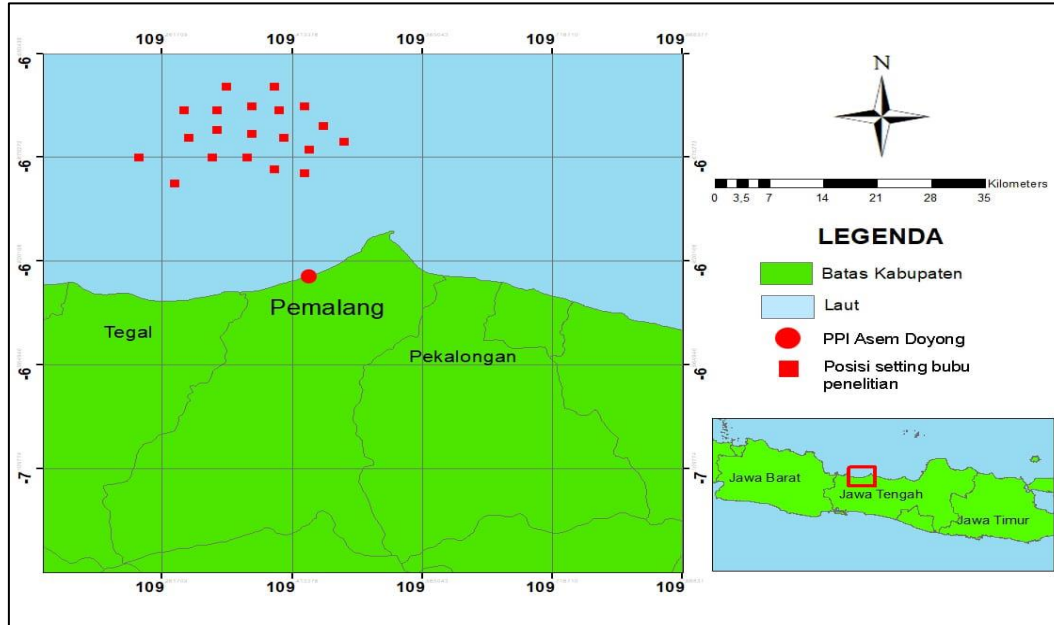 109 109 109 109 109
-6 -6
-6 -6
-6 -6
-6 -6
-7 -7
Tegal
Pemalang
Pekalongan
109 109 109 109 109
N
Kilometers
0 3,5 7 14 21 28 35
LEGENDA
Batas Kabupaten
Laut
PPI Asem Doyong
Posisi setting bubu
penelitian
Jawa Barat
Jawa Tengah
Jawa Timur